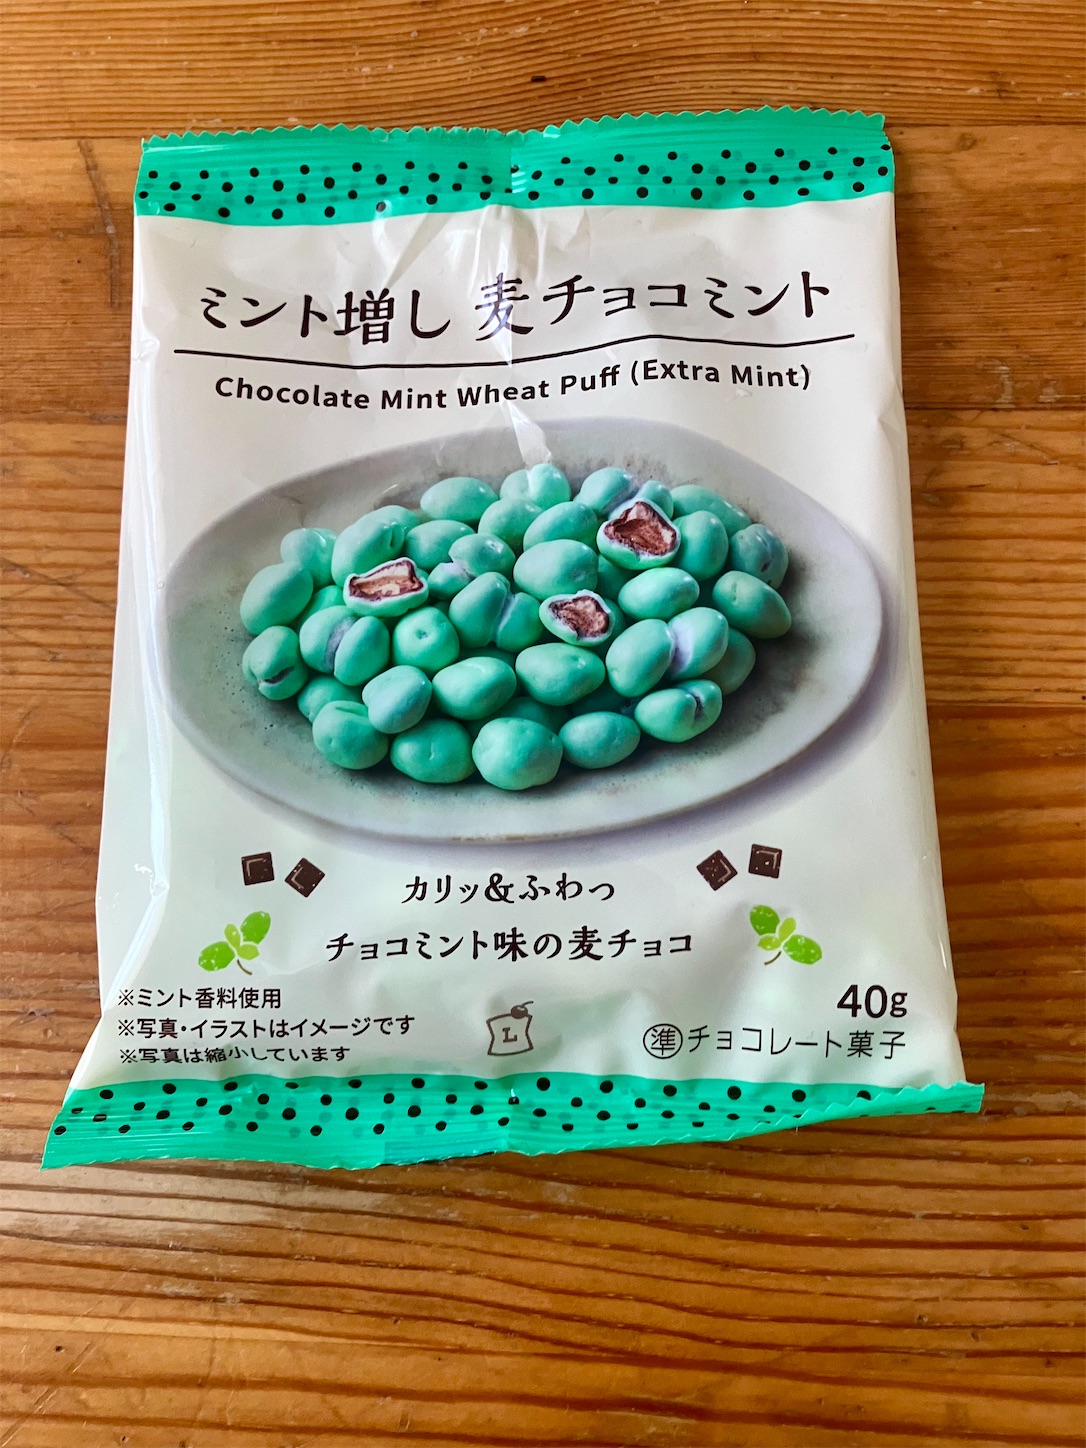 ミント増し 麦チョコミント
Chocolate Mint Wheat Puff (Extra Mint)
カリッ&ふわっ
チョコミント味の麦チョコ
※ミント香料使用
※写真・イラストはイメージです
※写真は縮小しています
L
40g
準チョコレート菓子